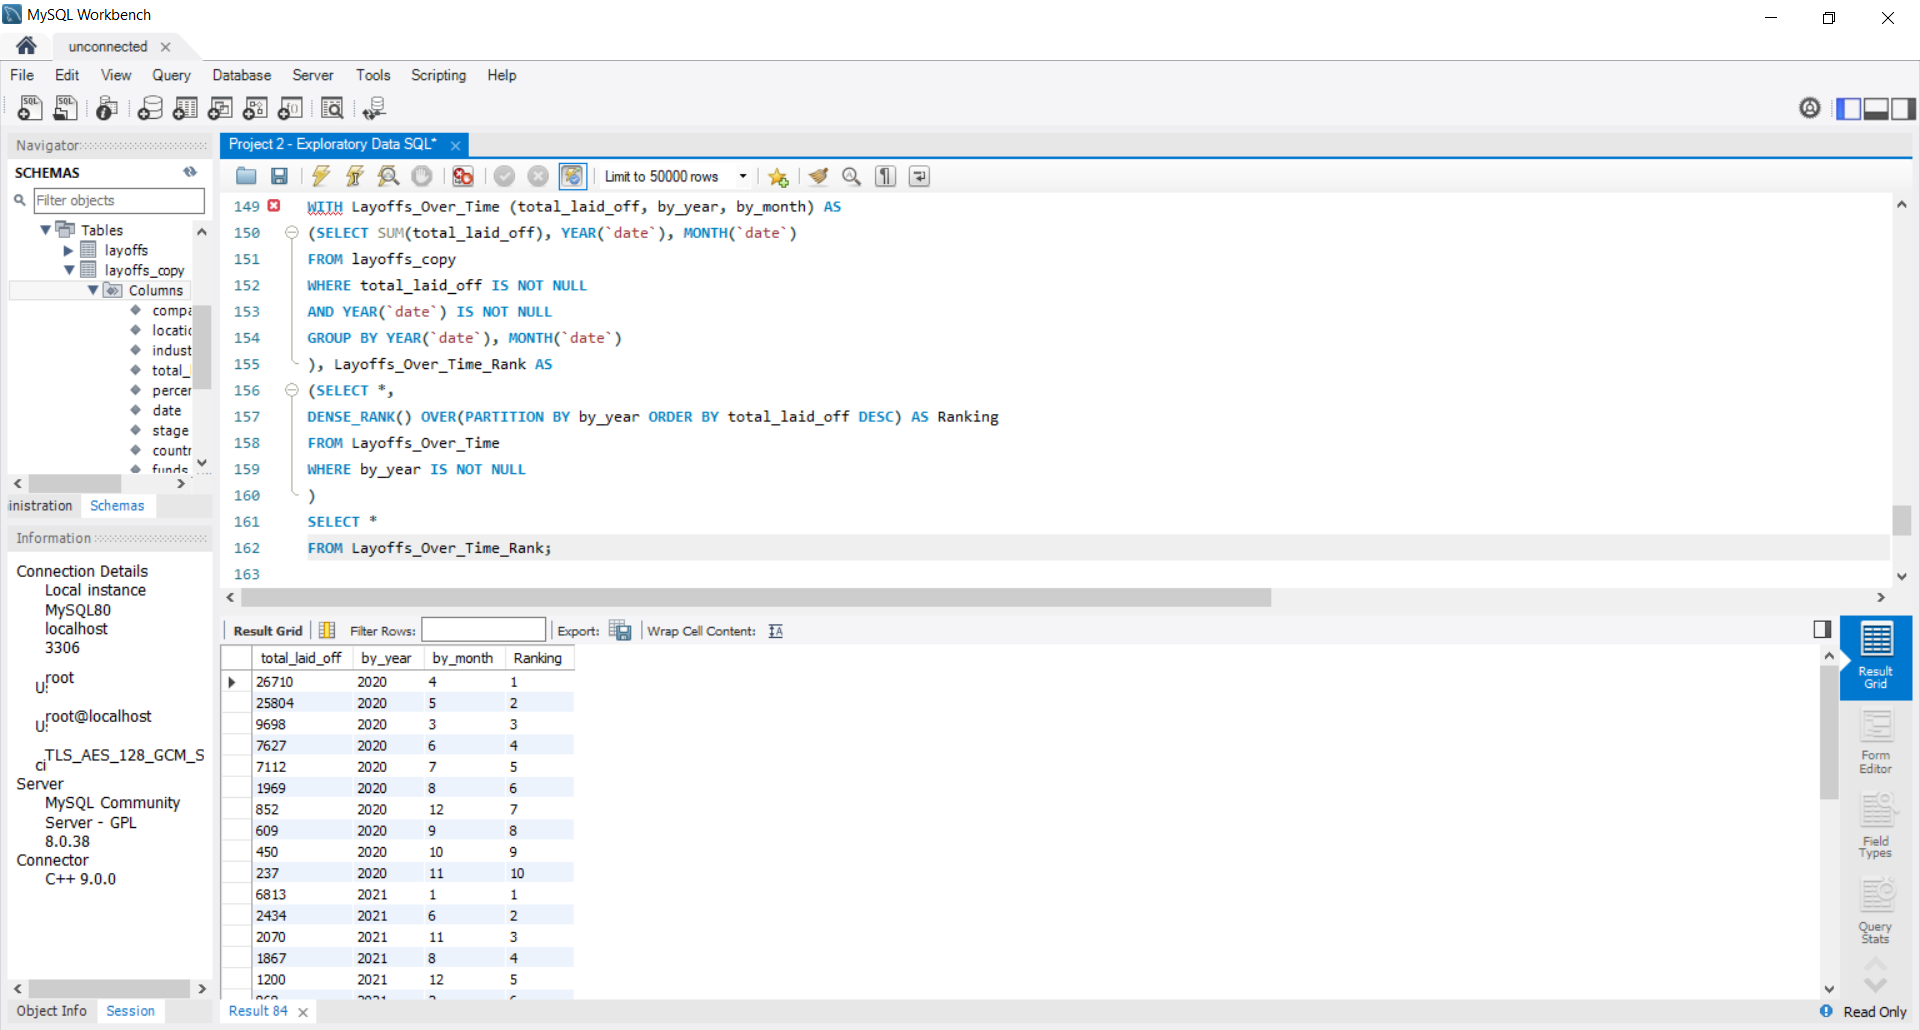 MySQL Workbench
unconnected
File Edit View Query Database Server Tools Scripting Help
Navigator
SCHEMAS
Filter objects
Tables
layoffs
layoffs_copy
Columns
compa
locatic
indust
total_
percer
date
stage
countr
funds
inistration Schemas
Information
Connection Details
Local instance
MySQL80
localhost
3306
root
U:
root@localhost
U:
TLS_AES_128_GCM_S
ci
Server
MySQL Community
Server - GPL
8.0.38
Connector
C++ 9.0.0
Object Info Session
Project 2 - Exploratory Data SQL*
Limit to 50000 rows
149 WITH Layoffs_Over_Time (total_laid_off, by_year, by_month) AS
150 (SELECT SUM(total_laid_off), YEAR(`date`), MONTH(`date`)
151 FROM layoffs_copy
152 WHERE total_laid_off IS NOT NULL
153 AND YEAR(`date`) IS NOT NULL
154 GROUP BY YEAR(`date`), MONTH(`date`)
155 ), Layoffs_Over_Time_Rank AS
156 (SELECT *,
157 DENSE_RANK() OVER(PARTITION BY by_year ORDER BY total_laid_off DESC) AS Ranking
158 FROM Layoffs_Over_Time
159 WHERE by_year IS NOT NULL
160 )
161 SELECT *
162 FROM Layoffs_Over_Time_Rank;
163
Result Grid Filter Rows: Export: Wrap Cell Content:
total_laid_off by_year by_month Ranking
26710 2020 4 1
25804 2020 5 2
9698 2020 3 3
7627 2020 6 4
7112 2020 7 5
1969 2020 8 6
852 2020 12 7
609 2020 9 8
450 2020 10 9
237 2020 11 10
6813 2021 1 1
2434 2021 6 2
2070 2021 11 3
1867 2021 8 4
1200 2021 12 5
Result
Grid
Form
Editor
Field
Types
Query
Stats
Result 84
Read Only